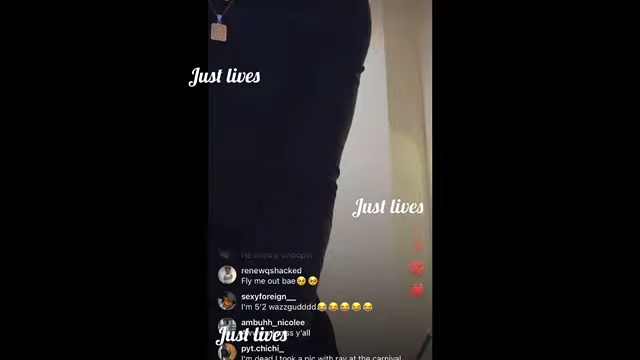 Just lives
Just lives
renewqshacked
Fly me out bae🥺🥺
sexyforeign__
I'm 5'2 wazzgudddd😂😂😂😂😂
ambuhh_nicolee
y'all
Just lives
pyt.chichi_
I'm dead I took a pic with ray at the carnival